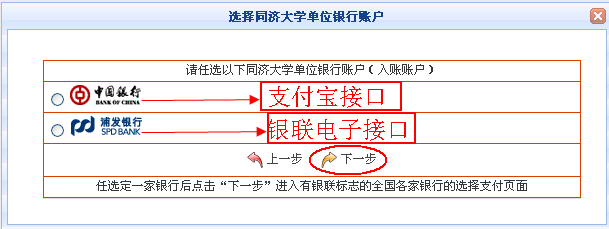 选择同济大学单位银行账户
请任选以下同济大学单位银行账户（入账账户）
中国银行 BANK OF CHINA 支付宝接口
浦发银行 SPD BANK 银联电子接口
上一步 下一步
任选定一家银行后点击“下一步”进入有银联标志的全国各家银行的选择支付页面